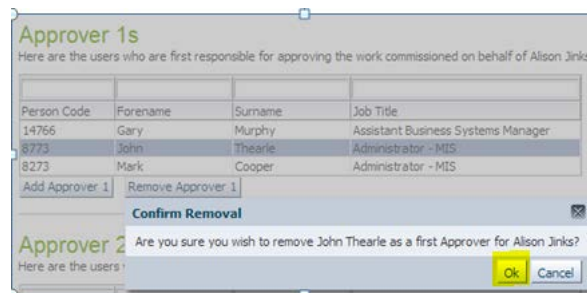 Approver 1s
Here are the users who are first responsible for approving the work commissioned on behalf of Alison Jinks
Person Code Forename Surname Job Title
14766 Gary Murphy Assistant Business Systems Manager
8773 John Thearle Administrator - MIS
8273 Mark Cooper Administrator - MIS
Add Approver 1 Remove Approver 1
Confirm Removal
Are you sure you wish to remove John Thearle as a first Approver for Alison Jinks?
Approver 2
Here are the users
Ok Cancel